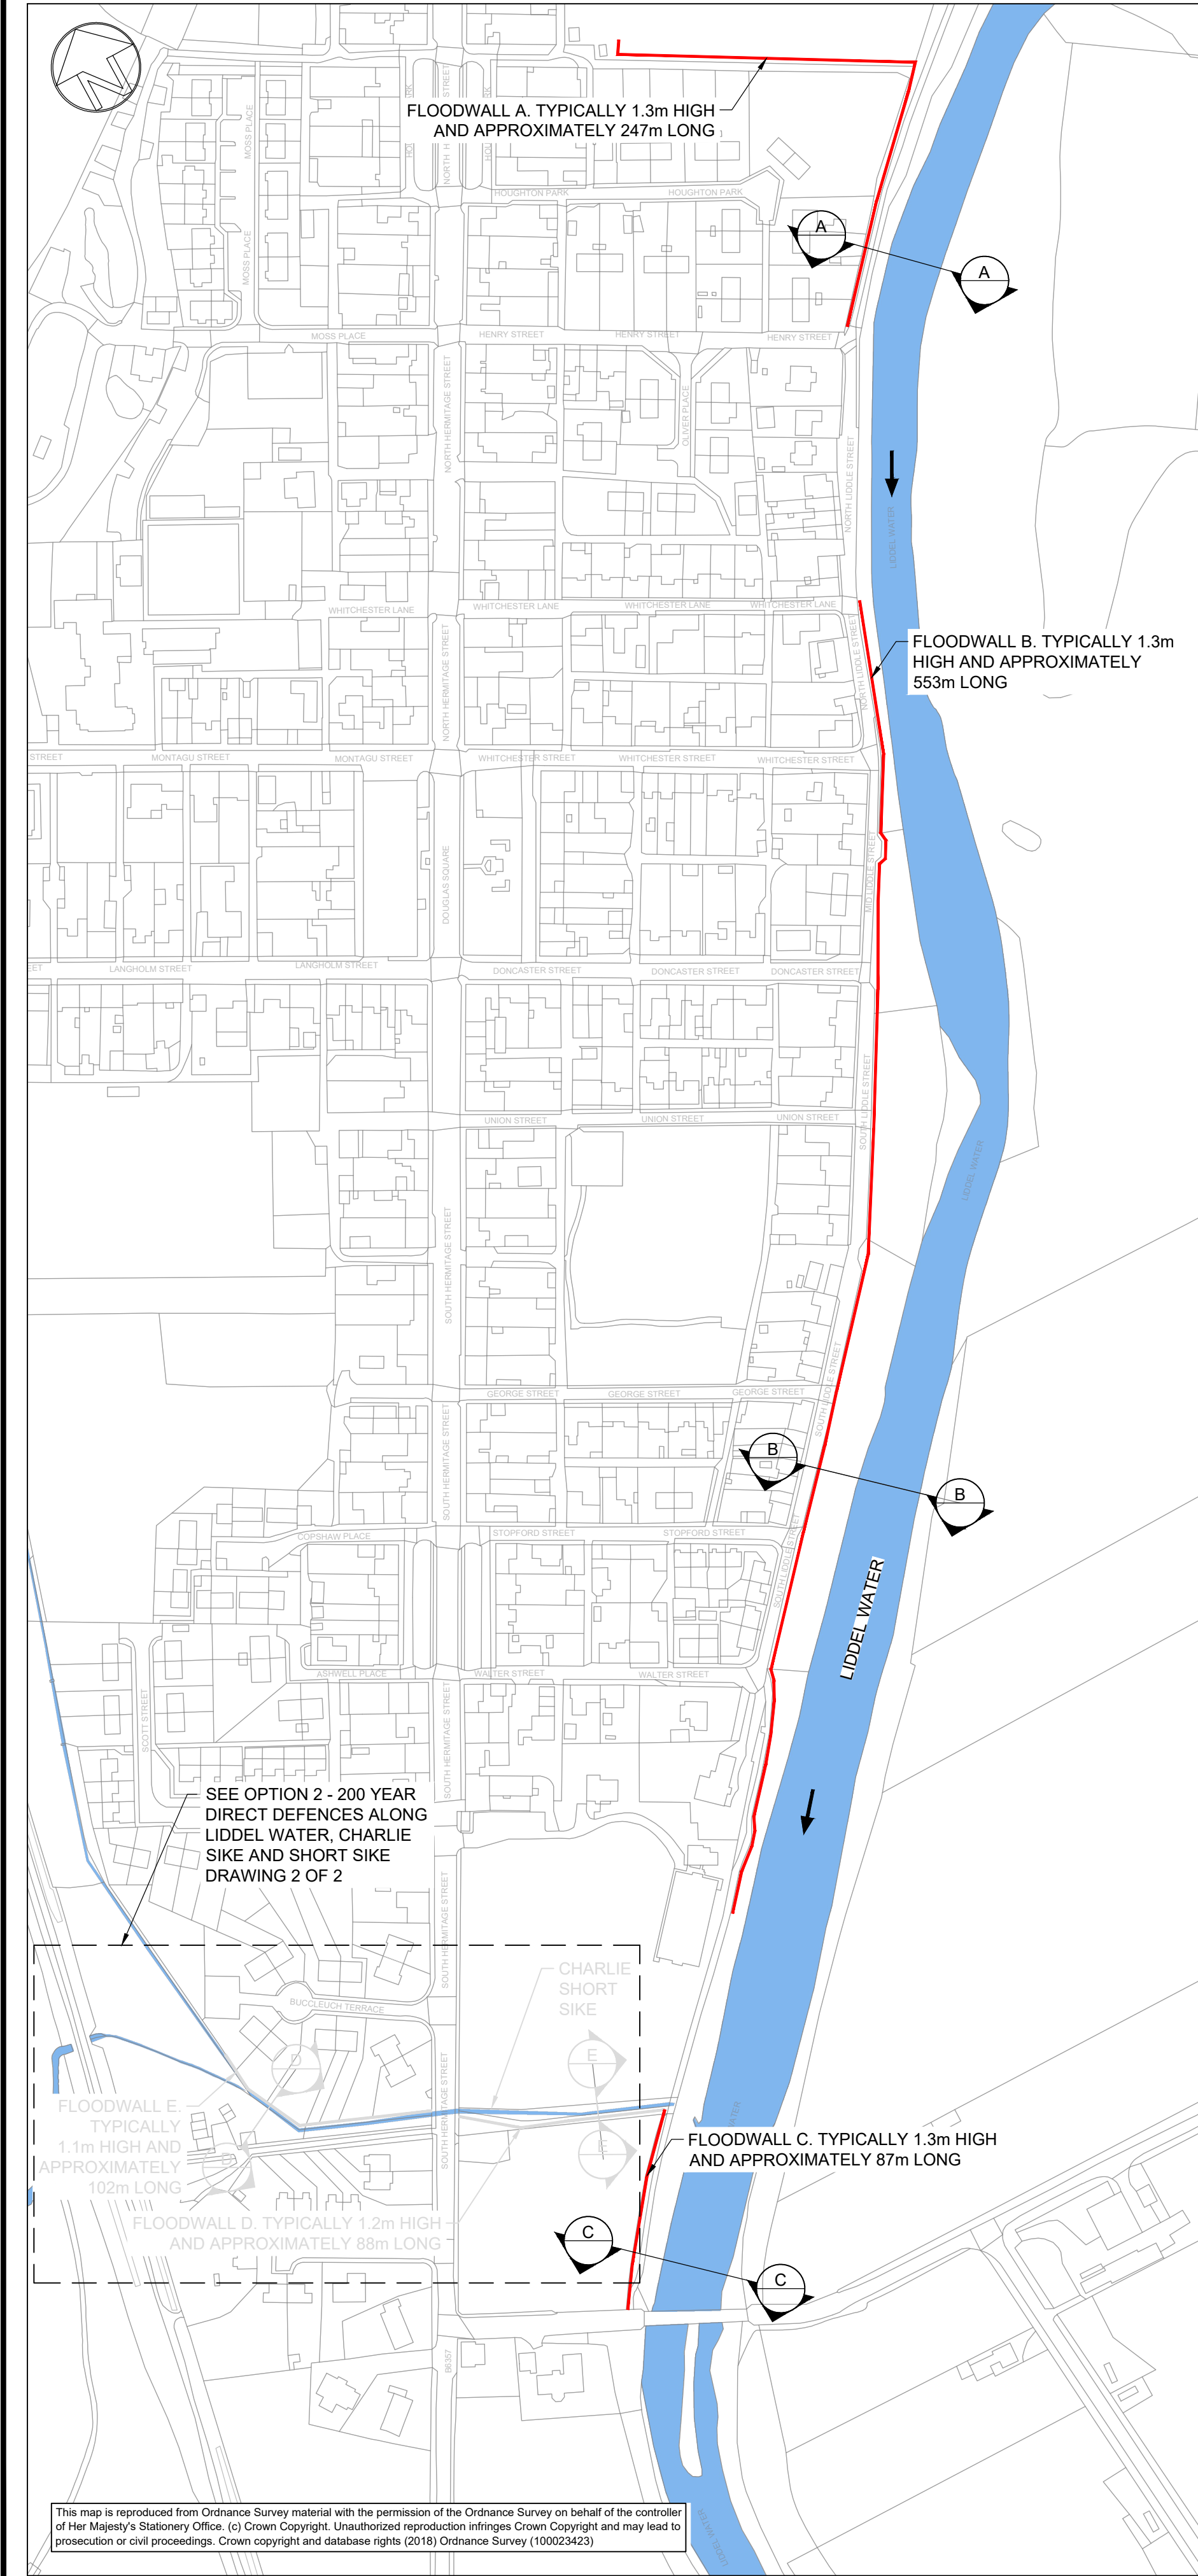 FLOODWALL A. TYPICALLY 1.3m HIGH
AND APPROXIMATELY 247m LONG
MOSS PLACE
MOSS PLACE
HOUGHTON PARK
HOUGHTON PARK
A
A
MOSS PLACE
HENRY STREET
HENRY STREET
HENRY STREET
NORTH HERMITAGE STREET
OLIVER PLACE
NORTH LIDDLE STREET
LIDDEL WATER
WHITCHESTER LANE
WHITCHESTER LANE
WHITCHESTER LANE
WHITCHESTER LANE
FLOODWALL B. TYPICALLY 1.3m
HIGH AND APPROXIMATELY
553m LONG
NORTH HERMITAGE STREET
NORTH LIDDLE STREET
STREET
MONTAGU STREET
MONTAGU STREET
WHITCHESTER STREET
WHITCHESTER STREET
WHITCHESTER STREET
DOUGLAS SQUARE
MID LIDDLE STREET
LANGHOLM STREET
LANGHOLM STREET
DONCASTER STREET
DONCASTER STREET
DONCASTER STREET
SOUTH LIDDLE STREET
UNION STREET
UNION STREET
UNION STREET
LIDDEL WATER
SOUTH HERMITAGE STREET
SOUTH LIDDLE STREET
GEORGE STREET
GEORGE STREET
GEORGE STREET
SOUTH HERMITAGE STREET
B
B
COPSHAW PLACE
STOPFORD STREET
STOPFORD STREET
SOUTH LIDDLE STREET
LIDDEL WATER
ASHWELL PLACE
WALTER STREET
WALTER STREET
SCOTT STREET
SOUTH HERMITAGE STREET
SEE OPTION 2 - 200 YEAR
DIRECT DEFENCES ALONG
LIDDEL WATER, CHARLIE
SIKE AND SHORT SIKE
DRAWING 2 OF 2
SOUTH HERMITAGE STREET
CHARLIE
SHORT
SIKE
BUCCLEUCH TERRACE
D
E
SOUTH HERMITAGE STREET
FLOODWALL E.
TYPICALLY
1.1m HIGH AND
APPROXIMATELY
102m LONG
D
E
WATER
FLOODWALL C. TYPICALLY 1.3m HIGH
AND APPROXIMATELY 87m LONG
FLOODWALL D. TYPICALLY 1.2m HIGH
AND APPROXIMATELY 88m LONG
C
C
B6357
LIDDEL WATER
This map is reproduced from Ordnance Survey material with the permission of the Ordnance Survey on behalf of the controller
of Her Majesty's Stationery Office. (c) Crown Copyright. Unauthorized reproduction infringes Crown Copyright and may lead to
prosecution or civil proceedings. Crown copyright and database rights (2018) Ordnance Survey (100023423)